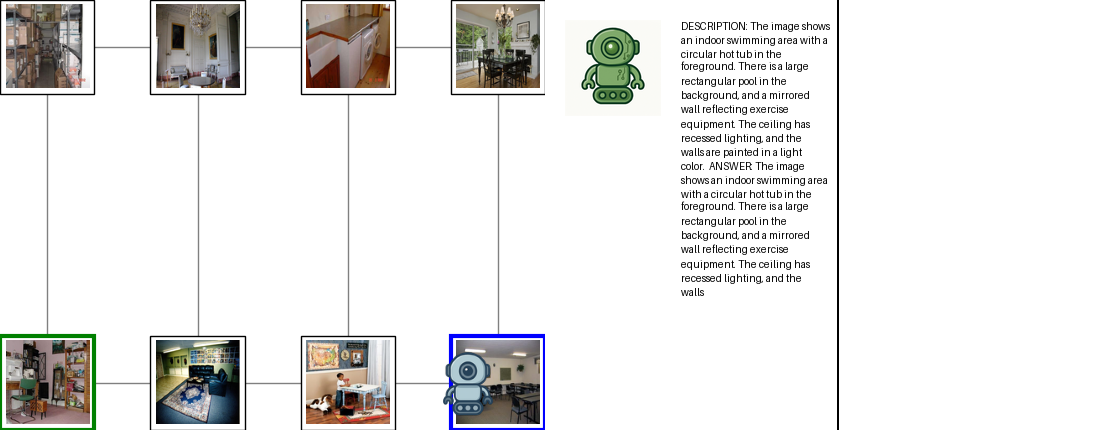 DESCRIPTION: The image shows
an indoor swimming area with a
circular hot tub in the
foreground. There is a large
rectangular pool in the
background, and a mirrored
wall reflecting exercise
equipment. The ceiling has
recessed lighting, and the
walls are painted in a light
color. ANSWER: The image
shows an indoor swimming area
with a circular hot tub in the
foreground. There is a large
rectangular pool in the
background, and a mirrored
wall reflecting exercise
equipment. The ceiling has
recessed lighting, and the
walls